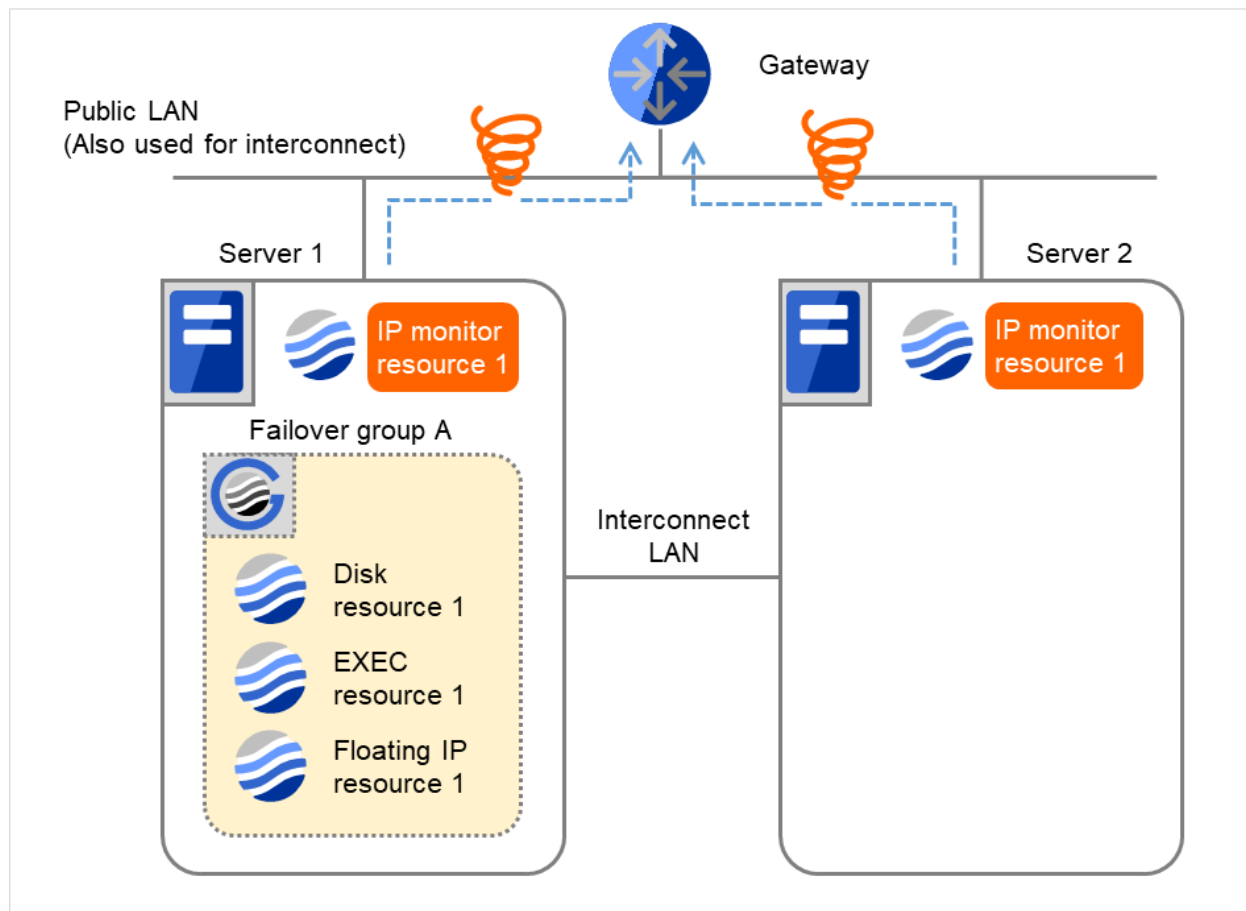 Gateway
Public LAN
(Also used for interconnect)
Server 1
Server 2
IP monitor
resource 1
IP monitor
resource 1
Failover group A
Interconnect
LAN
Disk
resource 1
EXEC
resource 1
Floating IP
resource 1